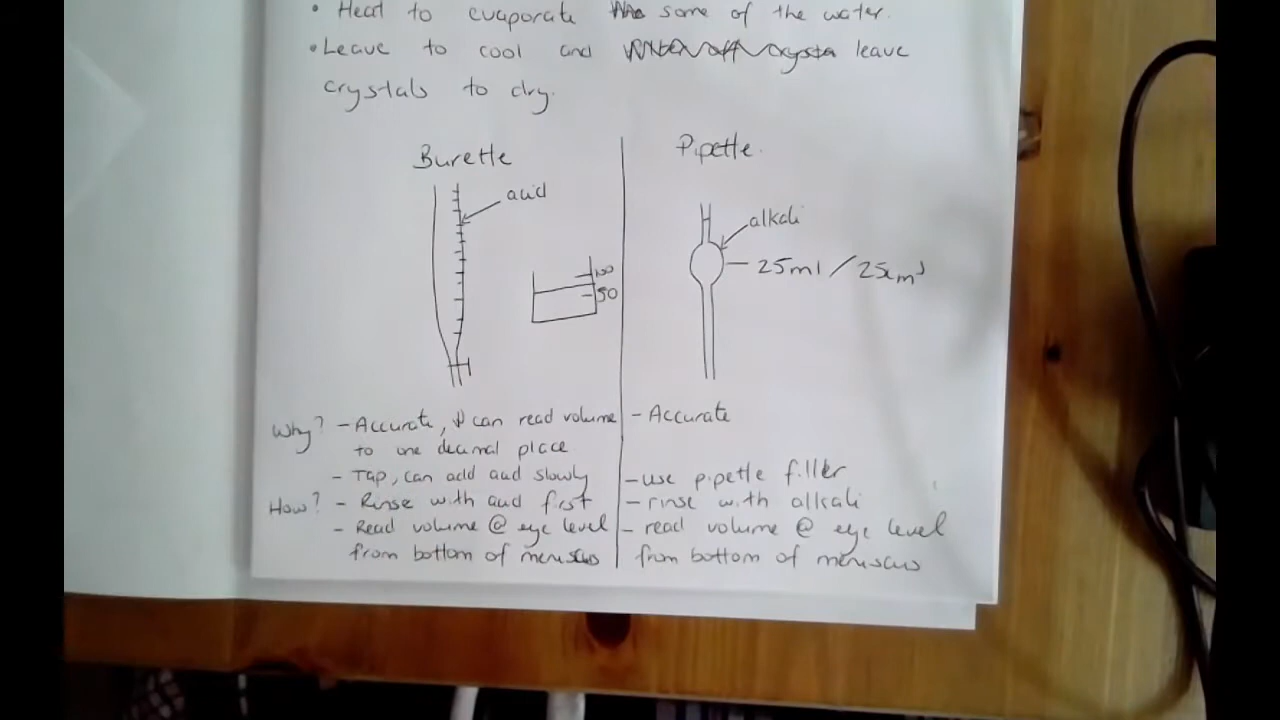 • Heat to evaporate some of the water.
• Leave to cool and leave
crystals to dry.
Burette
acid
100
50
Why? - Accurate, can read volume
to one decimal place
- Tap, can add acid slowly
How? - Rinse with acid first
- Read volume @ eye level
from bottom of meniscus
Pipette.
alkali
25ml / 25cm³
- Accurate
- use pipette filler
- rinse with alkali
- read volume @ eye level
from bottom of meniscus